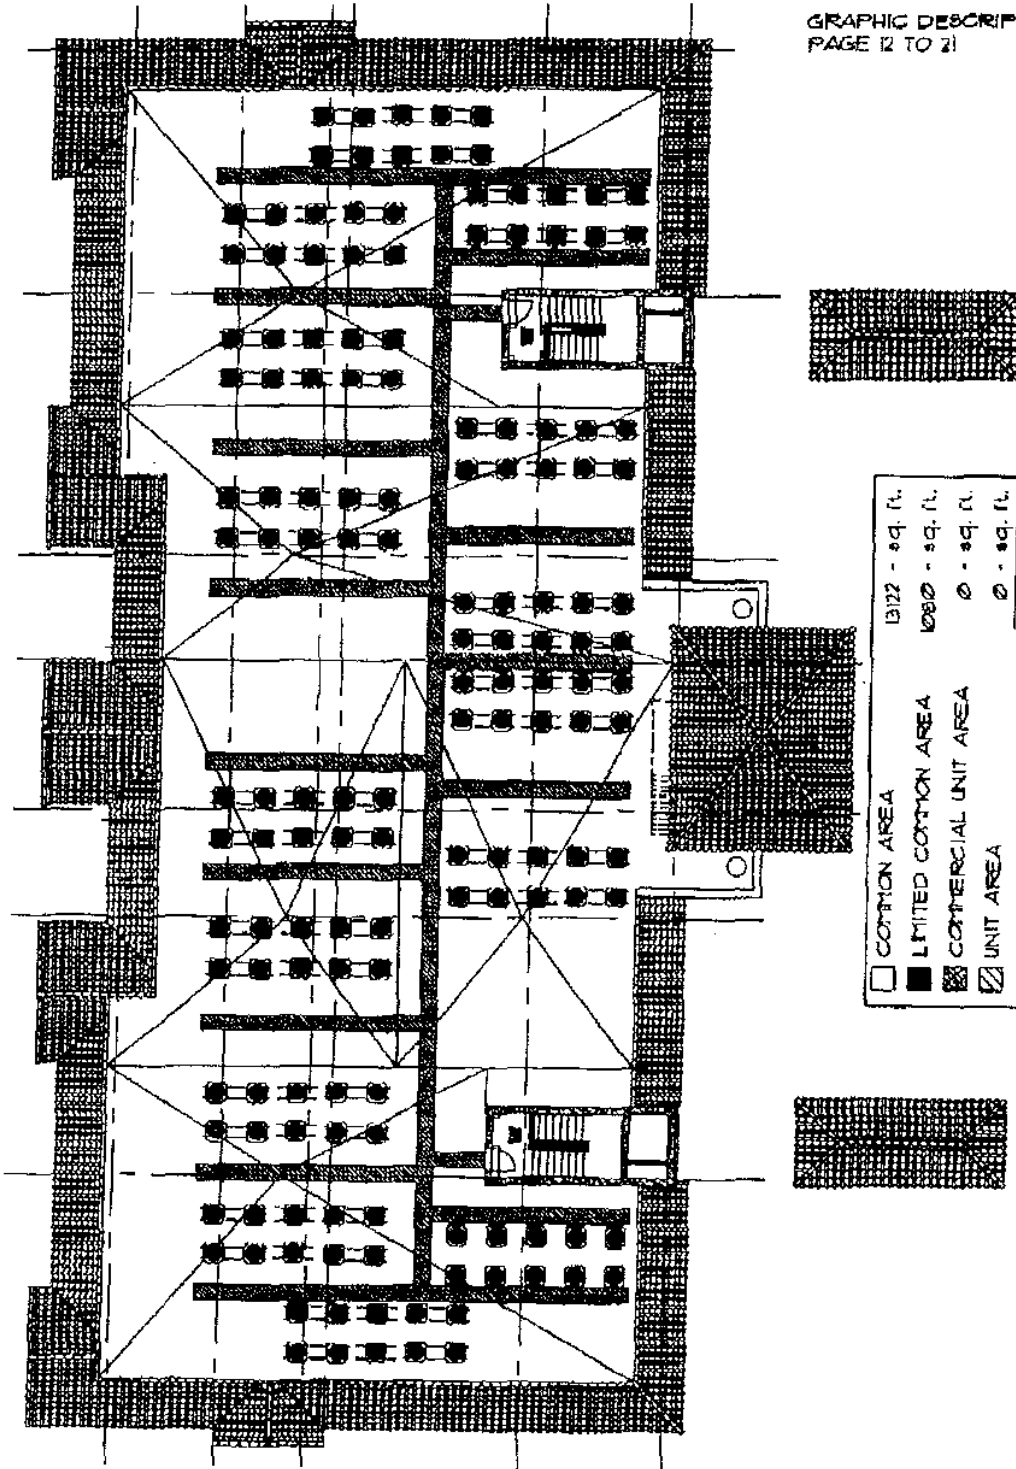 GRAPHIC DESCRIP
PAGE 12 TO 21
COMMON AREA 13122 - sq. ft.
LIMITED COMMON AREA 1080 - sq. ft.
COMMERCIAL UNIT AREA 0 - sq. ft.
UNIT AREA 0 - sq. ft.